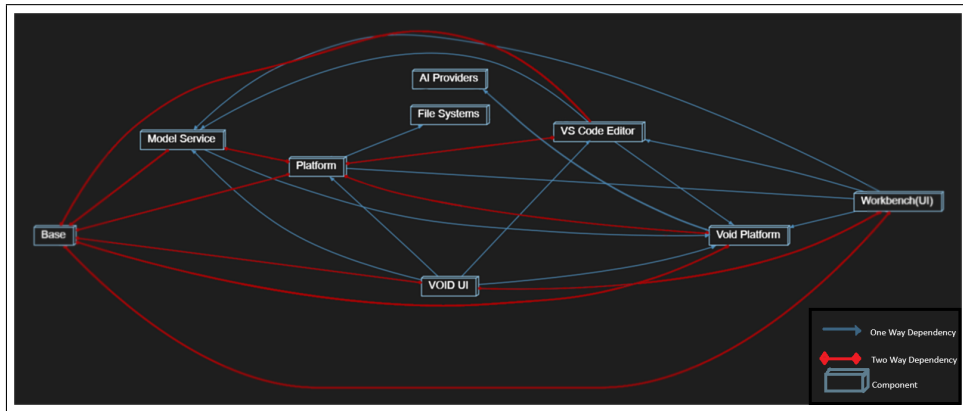 AI Providers
File Systems
VS Code Editor
Model Service
Platform
Workbench(UI)
Base
Void Platform
VOID UI
One Way Dependency
Two Way Dependency
Component